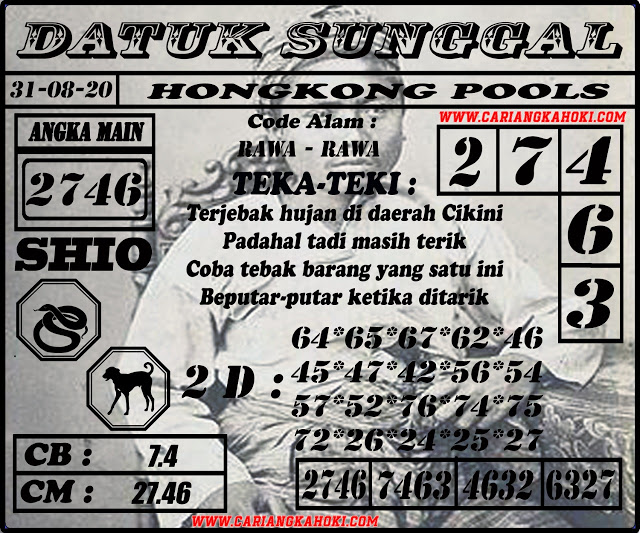 DATUK SUNGGAL
31-08-20 HONGKONG POOLS
WWW.CARIANGKAHOKI.COM
ANGKA MAIN
2746
Code Alam :
RAWA - RAWA
2 7 4
6
3
TEKA-TEKI :
Terjebak hujan di daerah Cikini
Padahal tadi masih terik
Coba tebak barang yang satu ini
Beputar-putar ketika ditarik
SHIO
2 D :
64*65*67*62*46
45*47*42*56*54
57*52*76*74*75
72*26*24*25*27
CB : 7.4
CM : 27.46
2746 7463 4632 6327
WWW.CARIANGKAHOKI.COM